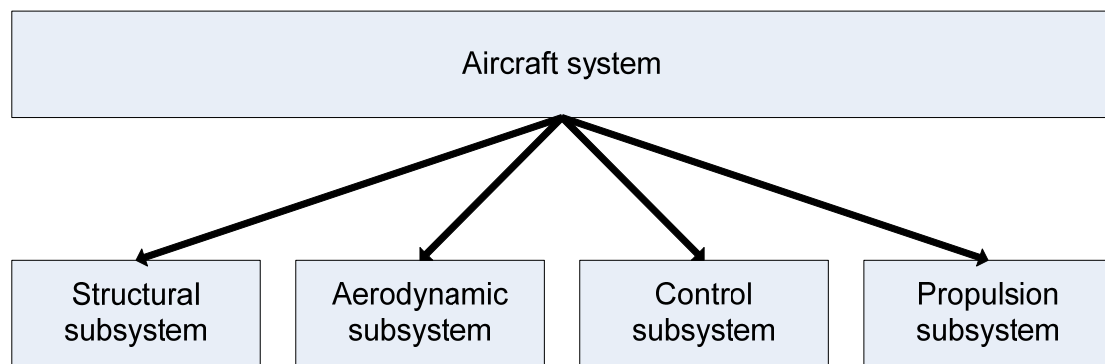 Aircraft system
Structural
subsystem
Aerodynamic
subsystem
Control
subsystem
Propulsion
subsystem